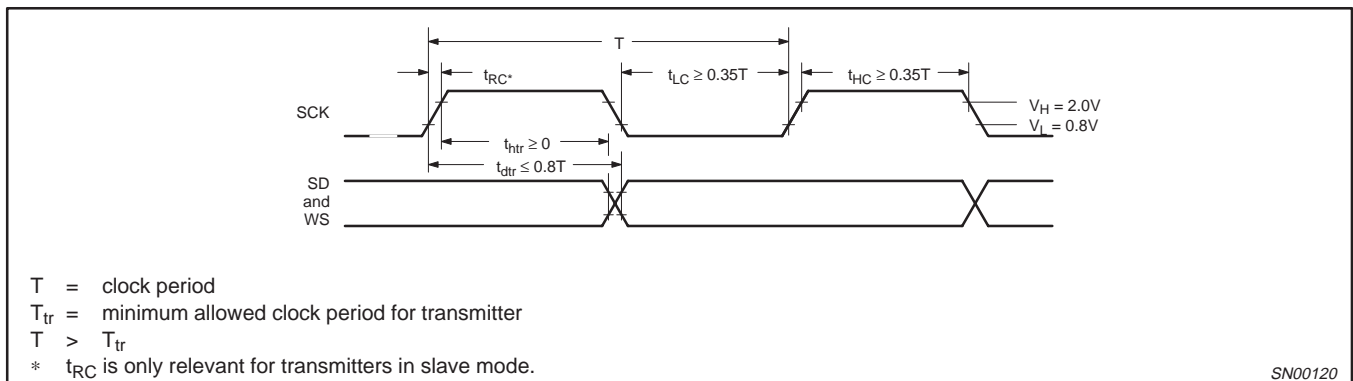 T
tRC*
tLC ≥ 0.35T
tHC ≥ 0.35T
SCK
VH = 2.0V
VL = 0.8V
thtr ≥ 0
tdtr ≤ 0.8T
SD
and
WS
T = clock period
Ttr = minimum allowed clock period for transmitter
T > Ttr
* tRC is only relevant for transmitters in slave mode.
SN00120